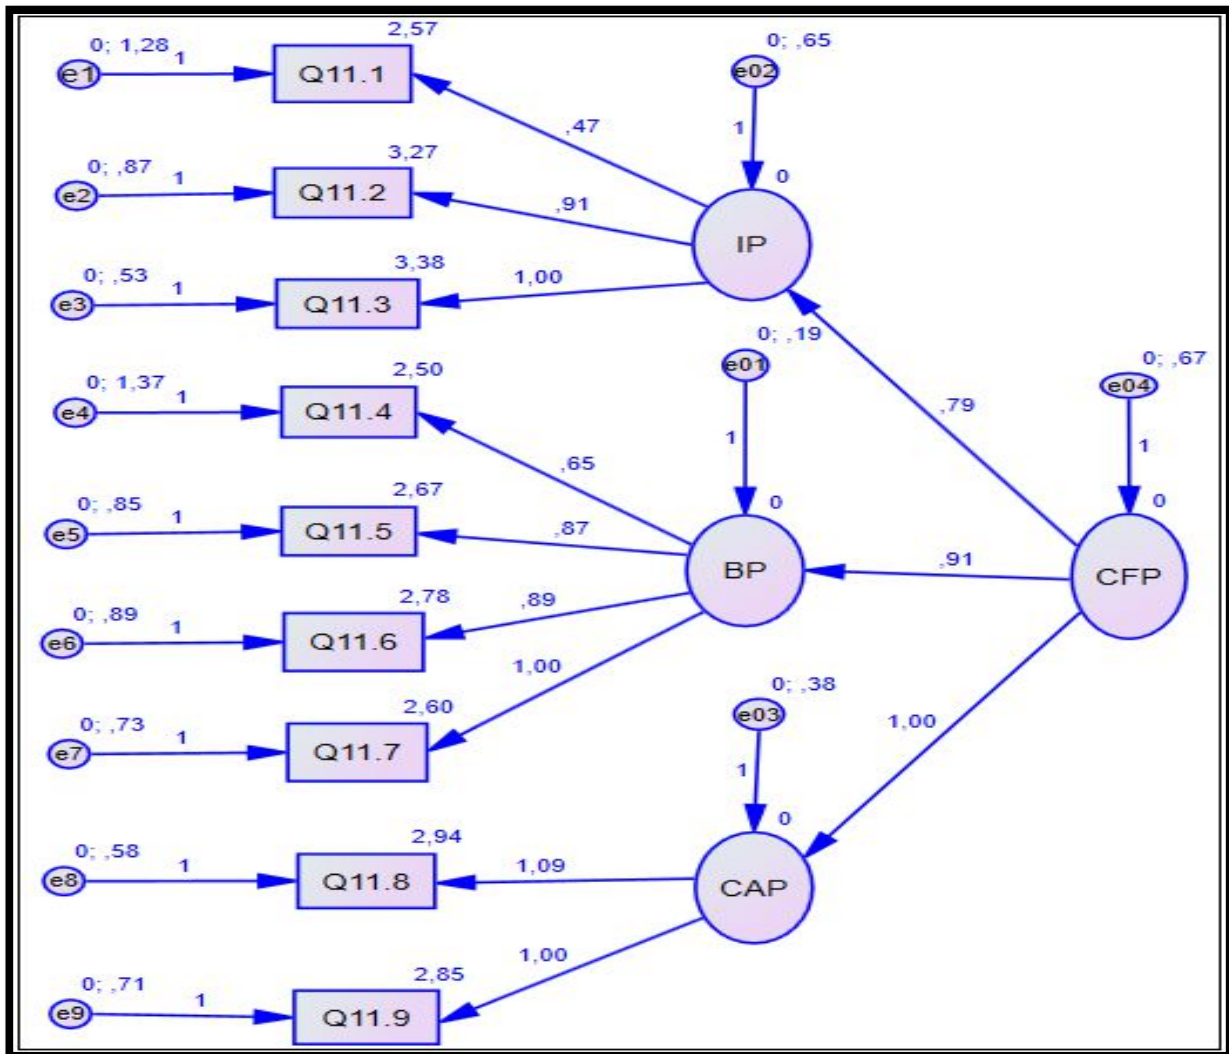 0; 1,28
e1
1
2,57
Q11.1
0; ,87
e2
1
3,27
Q11.2
0; ,53
e3
1
3,38
Q11.3
0; 1,37
e4
1
2,50
Q11.4
0; ,85
e5
1
2,67
Q11.5
0; ,89
e6
1
2,78
Q11.6
0; ,73
e7
1
2,60
Q11.7
0; ,58
e8
1
2,94
Q11.8
0; ,71
e9
1
2,85
Q11.9
,47
,91
1,00
,65
,87
,89
1,00
1,09
1,00
0; ,65
e02
1
0
IP
0; ,19
e01
1
0
BP
0; ,38
e03
1
0
CAP
,79
,91
1,00
0; ,67
e04
1
0
CFP